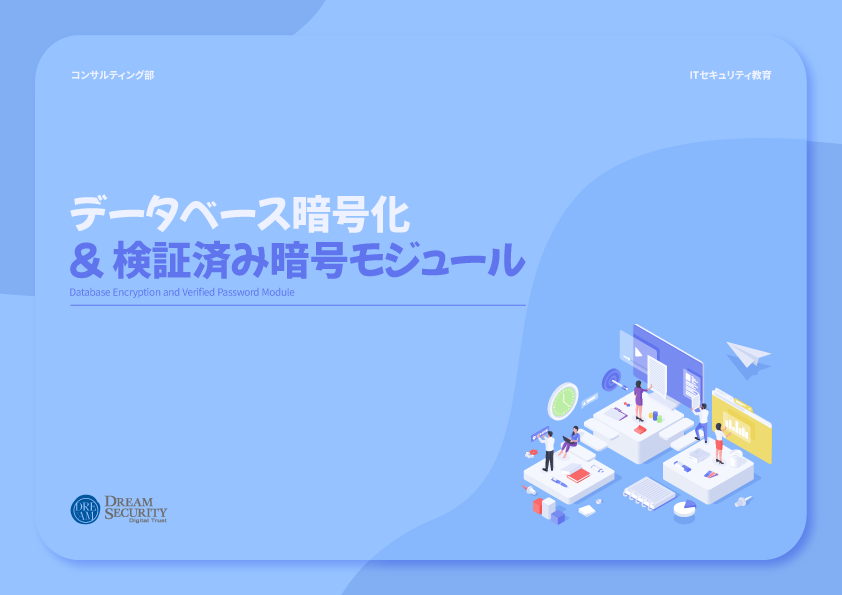 コンサルティング部
ITセキュリティ教育
データベース暗号化
& 検証済み暗号モジュール
Database Encryption and Verified Password Module
DREAM
DREAM
SECURITY
Digital Trust